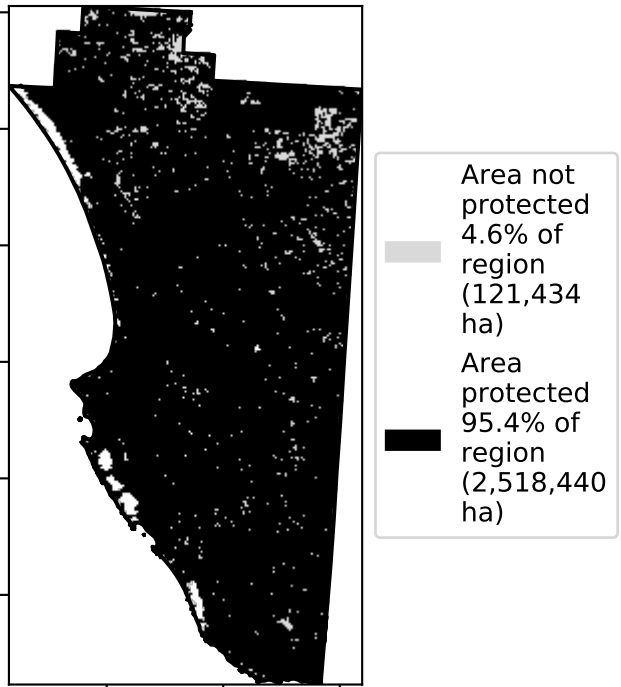 Area not
protected
4.6% of
region
(121,434
ha)
Area
protected
95.4% of
region
(2,518,440
ha)